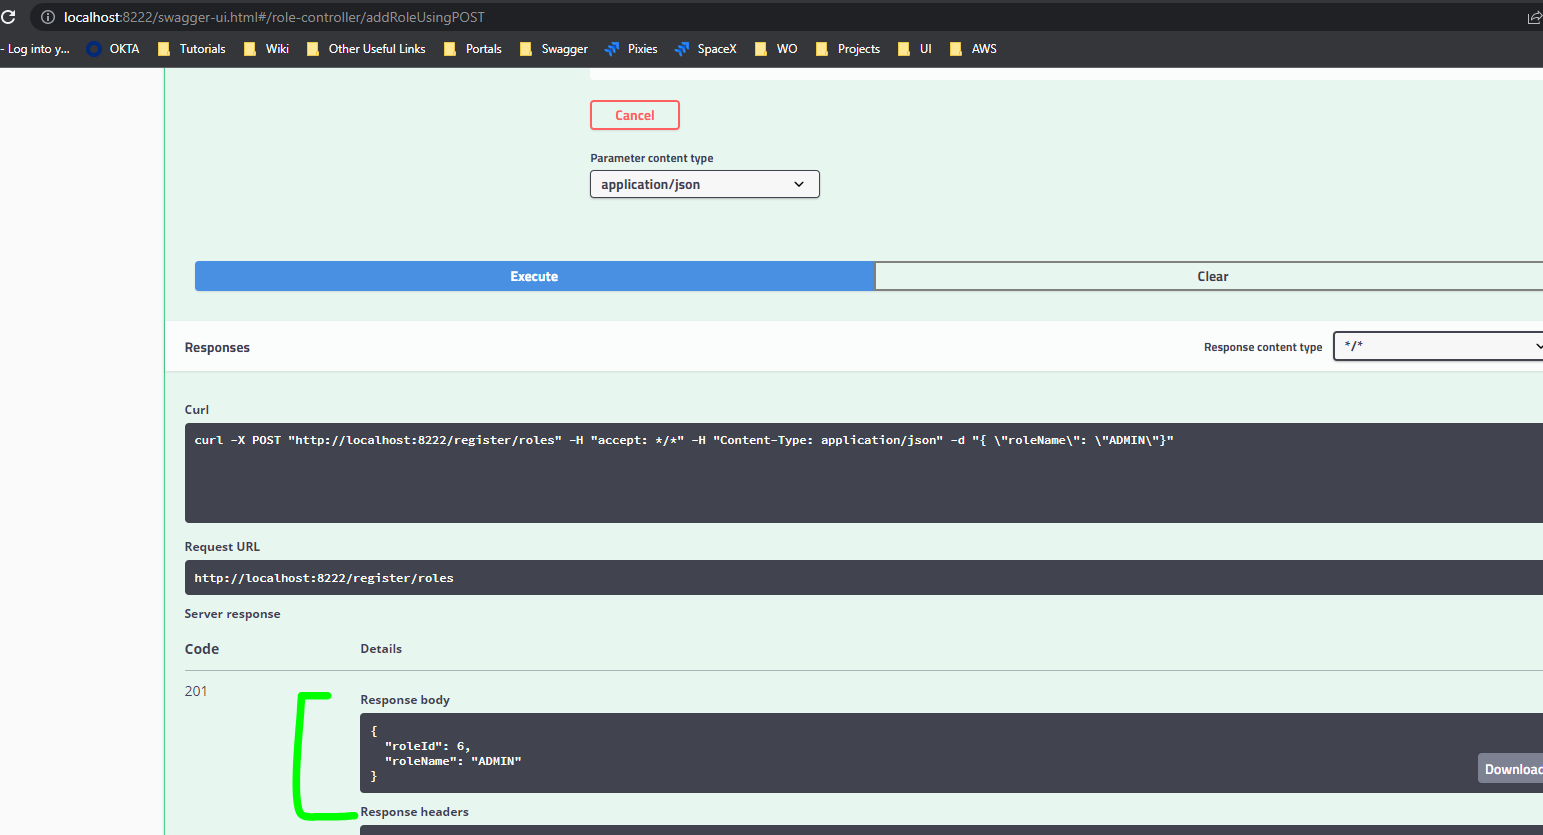 localhost:8222/swagger-ui.html#/role-controller/addRoleUsingPOST
- Log into y... OKTA Tutorials Wiki Other Useful Links Portals Swagger Pixies SpaceX WO Projects UI AWS
Cancel
Parameter content type
application/json
Execute Clear
Responses Response content type */*
Curl
curl -X POST "http://localhost:8222/register/roles" -H "accept: */*" -H "Content-Type: application/json" -d "{ \"roleName\": \"ADMIN\"}"
Request URL
http://localhost:8222/register/roles
Server response
Code Details
201
Response body
{
"roleId": 6,
"roleName": "ADMIN"
}
Download
Response headers